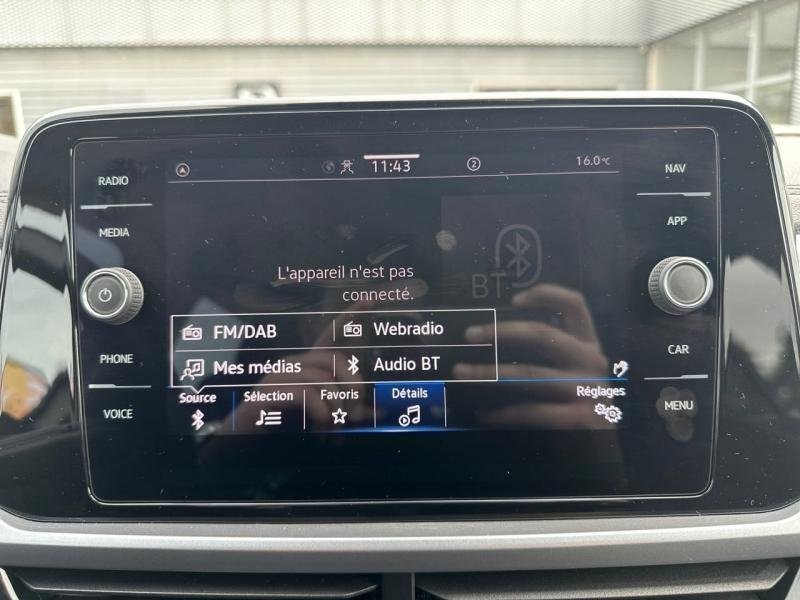 11:43
2
16.0°C
RADIO
MEDIA
PHONE
VOICE
NAV
APP
CAR
MENU
BT
L'appareil n'est pas
connecté.
FM/DAB
Webradio
Mes médias
Audio BT
Source
Sélection
Favoris
Détails
Réglages